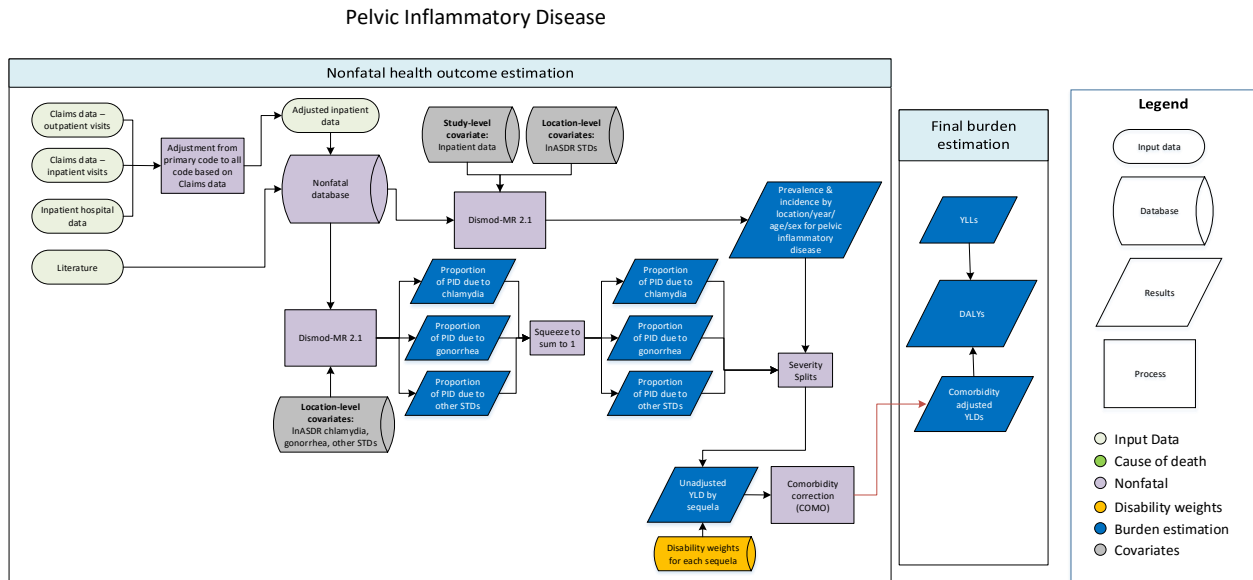 Pelvic Inflammatory Disease
Nonfatal health outcome estimation
Claims data –
outpatient visits
Claims data –
inpatient visits
Inpatient hospital
data
Literature
Adjustment from
primary code to all
code based on
Claims data
Adjusted inpatient
data
Nonfatal
database
Study-level
covariate:
Inpatient data
Location-level
covariates:
lnASDR STDs
Dismod-MR 2.1
Prevalence &
incidence by
location/year/
age/sex for pelvic
inflammatory
disease
Dismod-MR 2.1
Location-level
covariates:
lnASDR chlamydia,
gonorrhea, other STDs
Proportion
of PID due to
chlamydia
Proportion
of PID due to
gonorrhea
Proportion
of PID due to
other STDs
Squeeze to
sum to 1
Proportion
of PID due to
chlamydia
Proportion
of PID due to
gonorrhea
Proportion
of PID due to
other STDs
Severity
Splits
Unadjusted
YLD by
sequela
Comorbidity
correction
(COMO)
Disability weights
for each sequela
Final burden
estimation
YLLs
DALYs
Comorbidity
adjusted
YLDs
Legend
Input data
Database
Results
Process
Input Data
Cause of death
Nonfatal
Disability weights
Burden estimation
Covariates